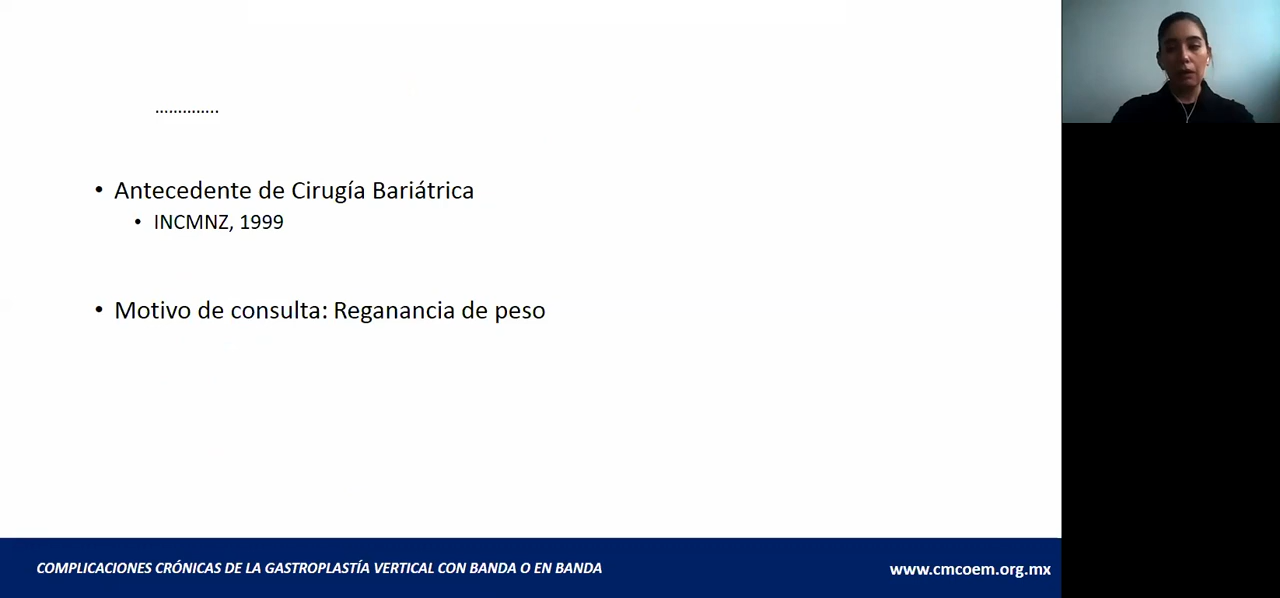 ..............
• Antecedente de Cirugía Bariátrica
• INCMNZ, 1999
• Motivo de consulta: Reganancia de peso
COMPLICACIONES CRÓNICAS DE LA GASTROPLASTÍA VERTICAL CON BANDA O EN BANDA
www.cmcoem.org.mx